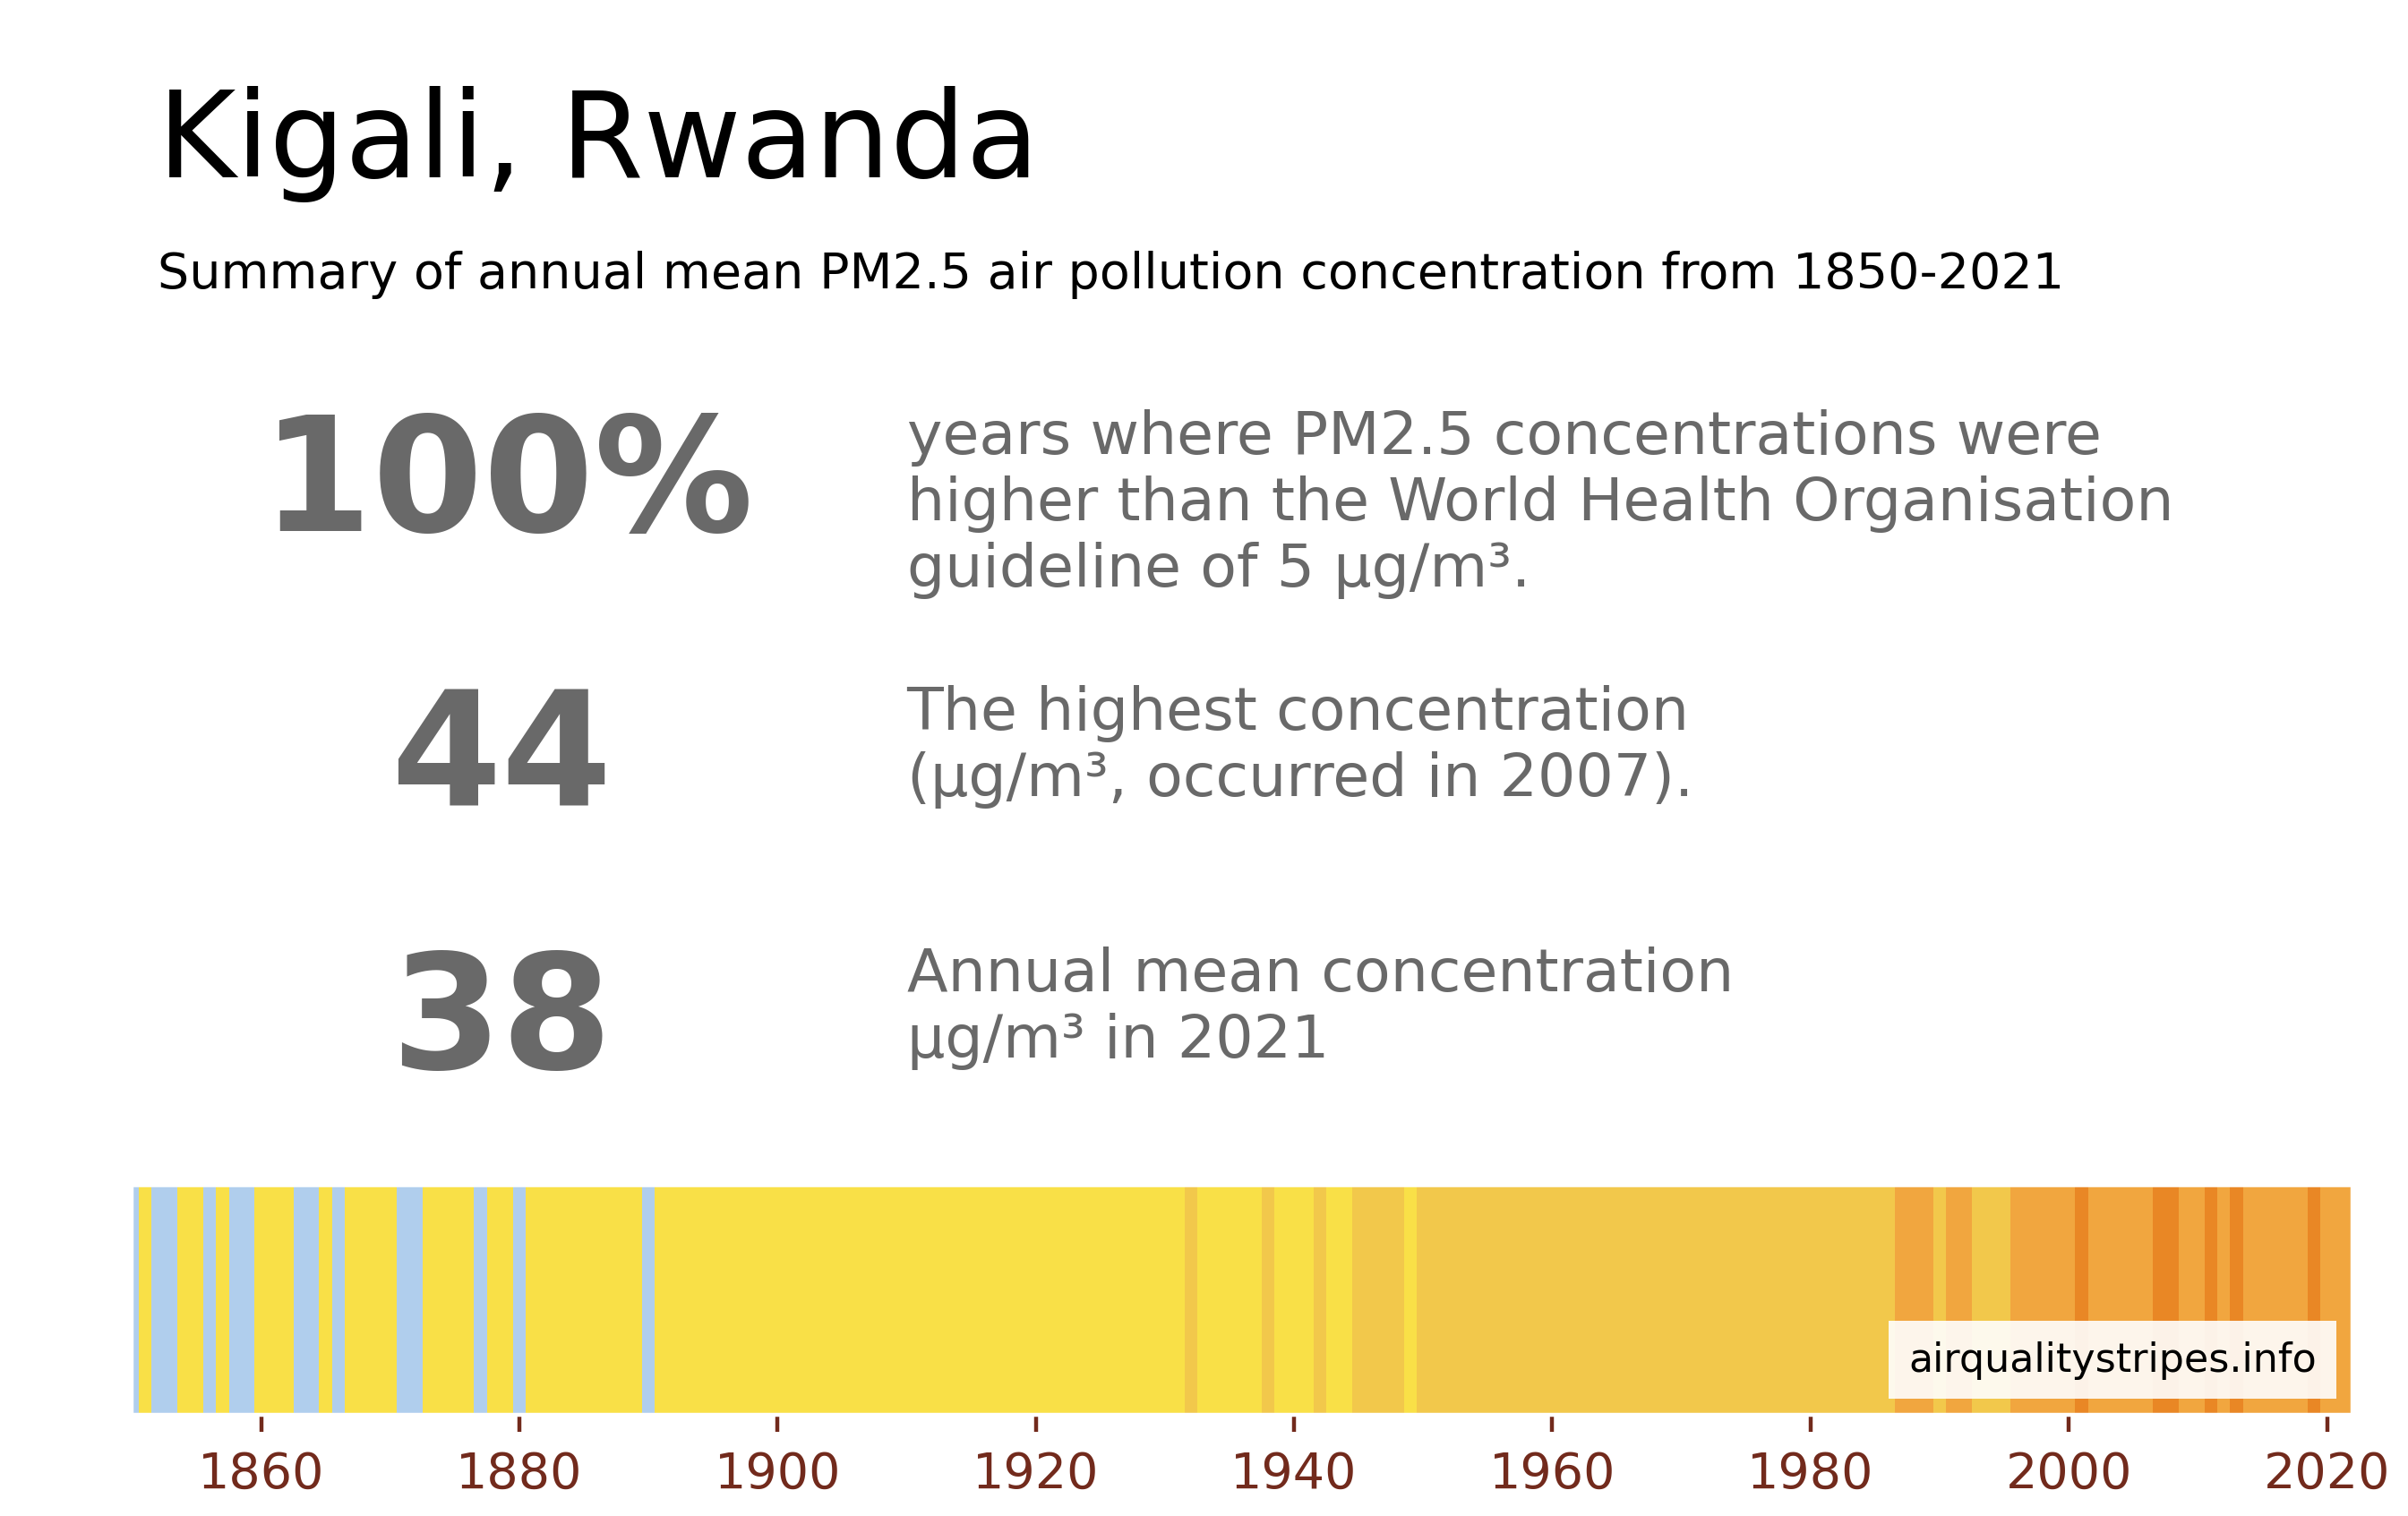 Kigali, Rwanda
Summary of annual mean PM2.5 air pollution concentration from 1850-2021
100%
years where PM2.5 concentrations were
higher than the World Health Organisation
guideline of 5 µg/m³.
44
The highest concentration
(µg/m³, occurred in 2007).
38
Annual mean concentration
µg/m³ in 2021
airqualitystripes.info
1860 1880 1900 1920 1940 1960 1980 2000 2020